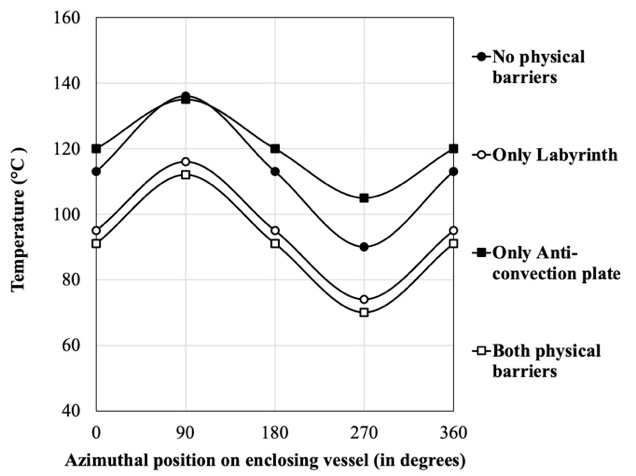 160
140
120
100
80
60
40
Temperature (°C )
0 90 180 270 360
Azimuthal position on enclosing vessel (in degrees)
No physical
barriers
Only Labyrinth
Only Anti-
convection plate
Both physical
barriers